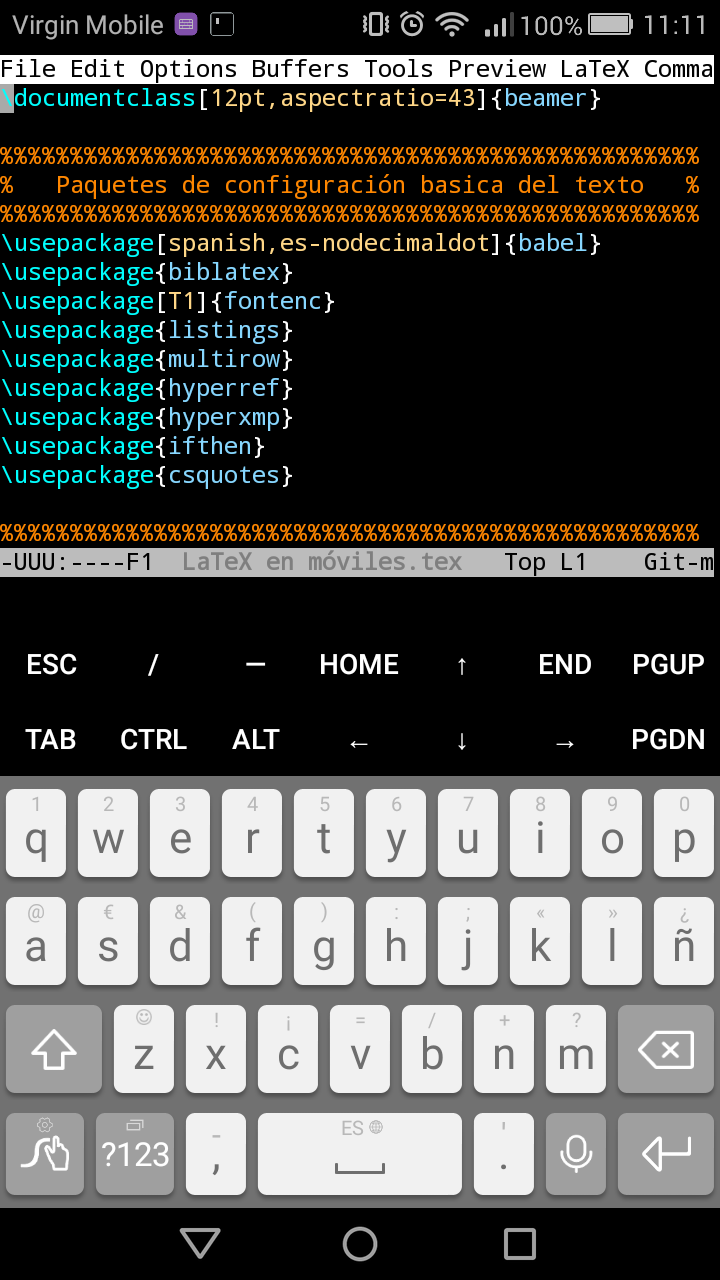 Virgin Mobile 100% 11:11
File Edit Options Buffers Tools Preview LaTeX Comma
\documentclass[12pt,aspectratio=43]{beamer}
%%%%%%%%%%%%%%%%%%%%%%%%%%%%%%%%%%%%%%%%%%%%%%%%%%
%   Paquetes de configuración basica del texto   %
%%%%%%%%%%%%%%%%%%%%%%%%%%%%%%%%%%%%%%%%%%%%%%%%%%
\usepackage[spanish,es-nodecimaldot]{babel}
\usepackage{biblatex}
\usepackage[T1]{fontenc}
\usepackage{listings}
\usepackage{multirow}
\usepackage{hyperref}
\usepackage{hyperxmp}
\usepackage{ifthen}
\usepackage{csquotes}
%%%%%%%%%%%%%%%%%%%%%%%%%%%%%%%%%%%%%%%%%%%%%%%%%%
-UUU:----F1  LaTeX en móviles.tex   Top L1    Git-m
ESC / — HOME ↑ END PGUP
TAB CTRL ALT ← ↓ → PGDN
1 2 3 4 5 6 7 8 9 0
q w e r t y u i o p
@ € & ( ) : ; « » ¿
a s d f g h j k l ñ
! ¡ = / + ?
z x c v b n m
- ES '
?123 , .